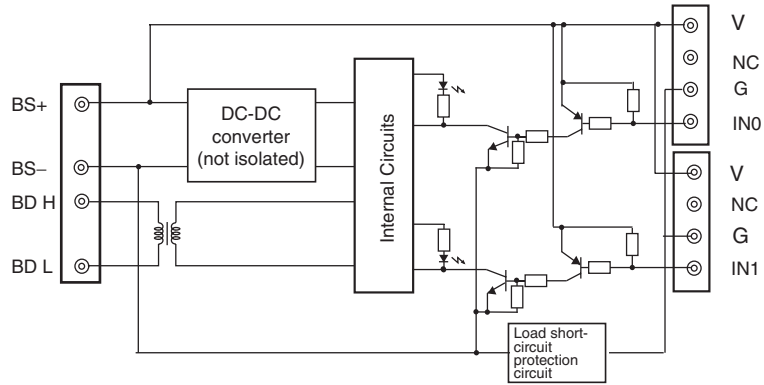 BS+
BS−
BD H
BD L
DC-DC
converter
(not isolated)
Internal Circuits
V
NC
G
IN0
V
NC
G
IN1
Load short-
circuit
protection
circuit